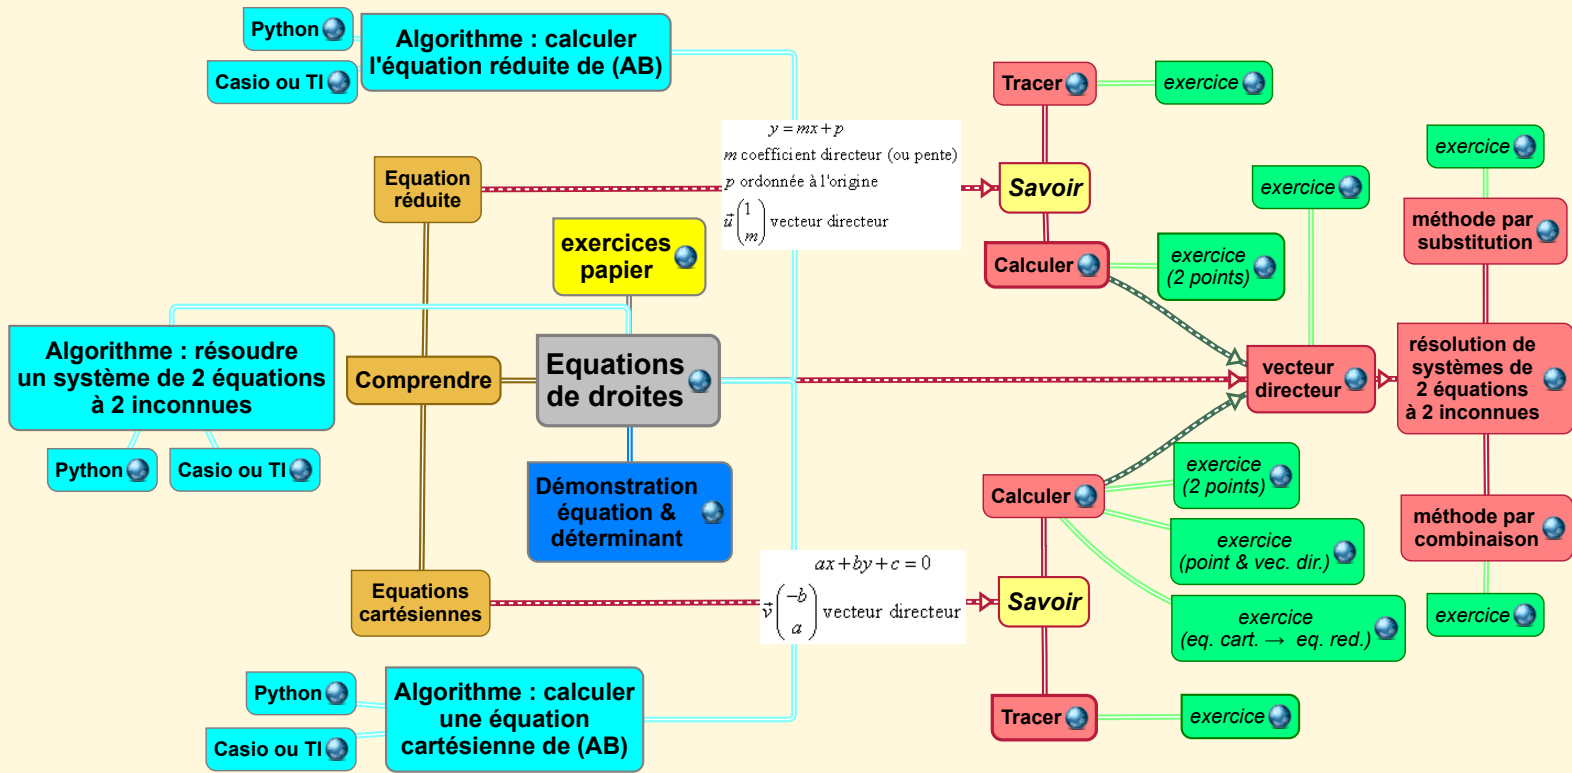 Python
Casio ou TI
Algorithme : calculer
l'équation réduite de (AB)
Tracer
exercice
y = mx + p
m coefficient directeur (ou pente)
p ordonnée à l'origine
u⃗ (1 m) vecteur directeur
Equation
réduite
Savoir
Calculer
exercice
(2 points)
exercice
exercice
méthode par
substitution
exercices
papier
Algorithme : résoudre
un système de 2 équations
à 2 inconnues
Python
Casio ou TI
Comprendre
Equations
de droites
vecteur
directeur
résolution de
systèmes de
2 équations
à 2 inconnues
Démonstration
équation &
déterminant
Calculer
exercice
(2 points)
exercice
(point & vec. dir.)
exercice
(eq. cart. → eq. red.)
méthode par
combinaison
exercice
Equations
cartésiennes
ax + by + c = 0
v⃗ (−b a) vecteur directeur
Savoir
Tracer
exercice
Python
Casio ou TI
Algorithme : calculer
une équation
cartésienne de (AB)